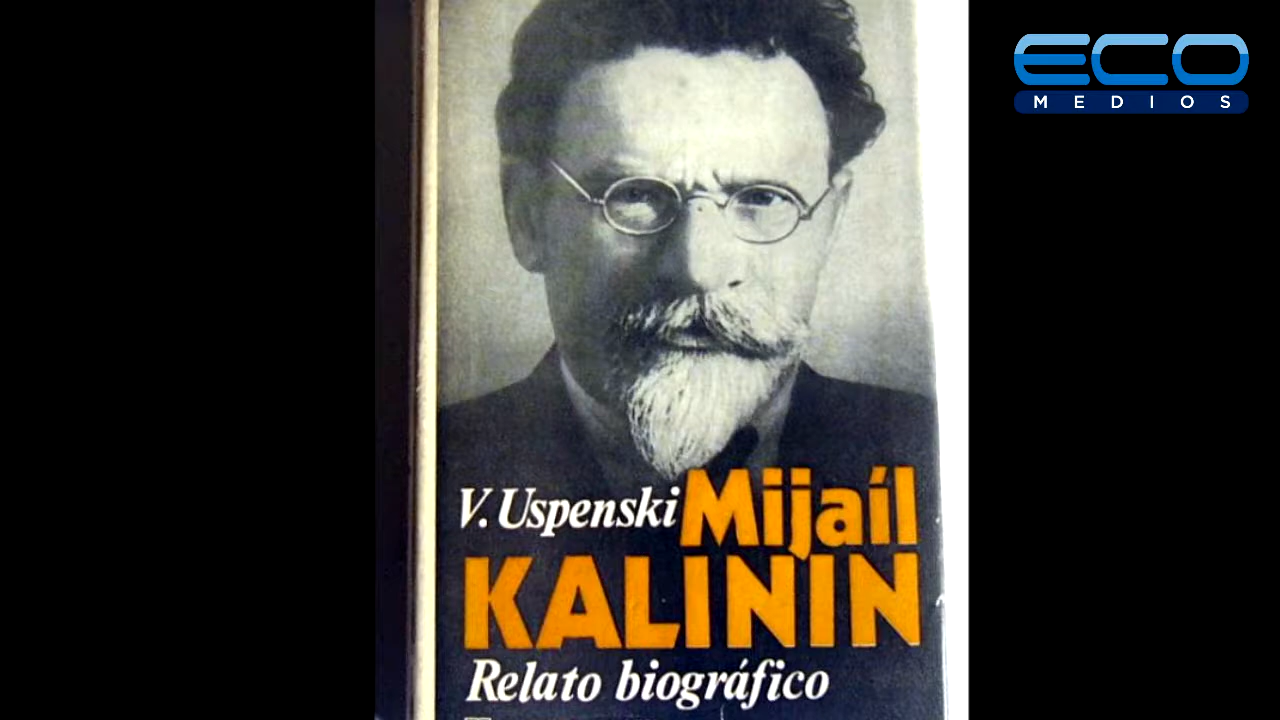 ECO
MEDIOS
V. Uspenski Mijaíl
KALININ
Relato biográfico